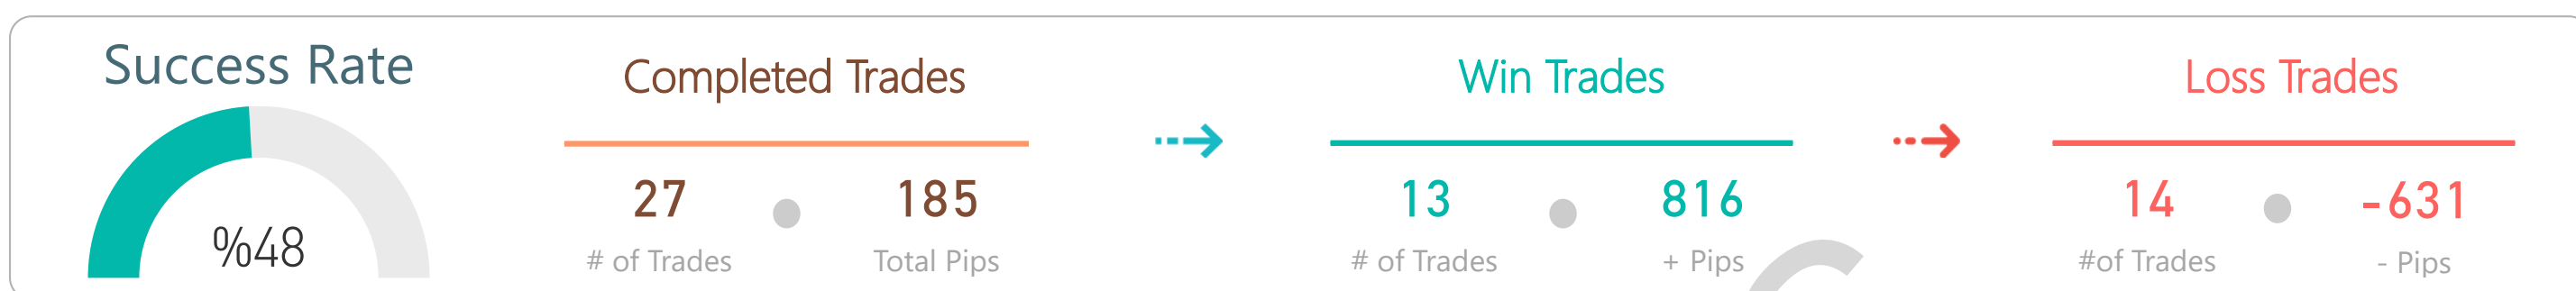 Success Rate
%48
Completed Trades
27 185
# of Trades Total Pips
Win Trades
13 816
# of Trades + Pips
Loss Trades
14 -631
#of Trades - Pips